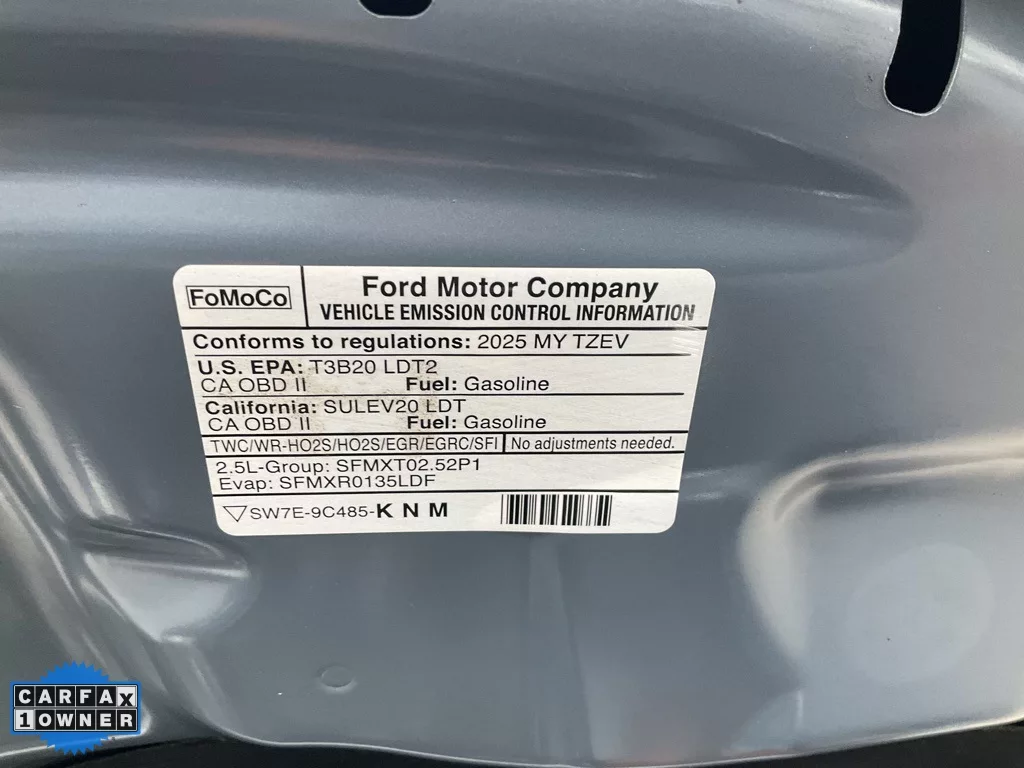 FoMoCo
Ford Motor Company
VEHICLE EMISSION CONTROL INFORMATION
Conforms to regulations: 2025 MY TZEV
U.S. EPA: T3B20 LDT2
CA OBD II Fuel: Gasoline
California: SULEV20 LDT
CA OBD II Fuel: Gasoline
TWC/WR-HO2S/HO2S/EGR/EGRC/SFI No adjustments needed.
2.5L-Group: SFMXT02.52P1
Evap: SFMXR0135LDF
SW7E-9C485-K N M
CARFAX
1 OWNER